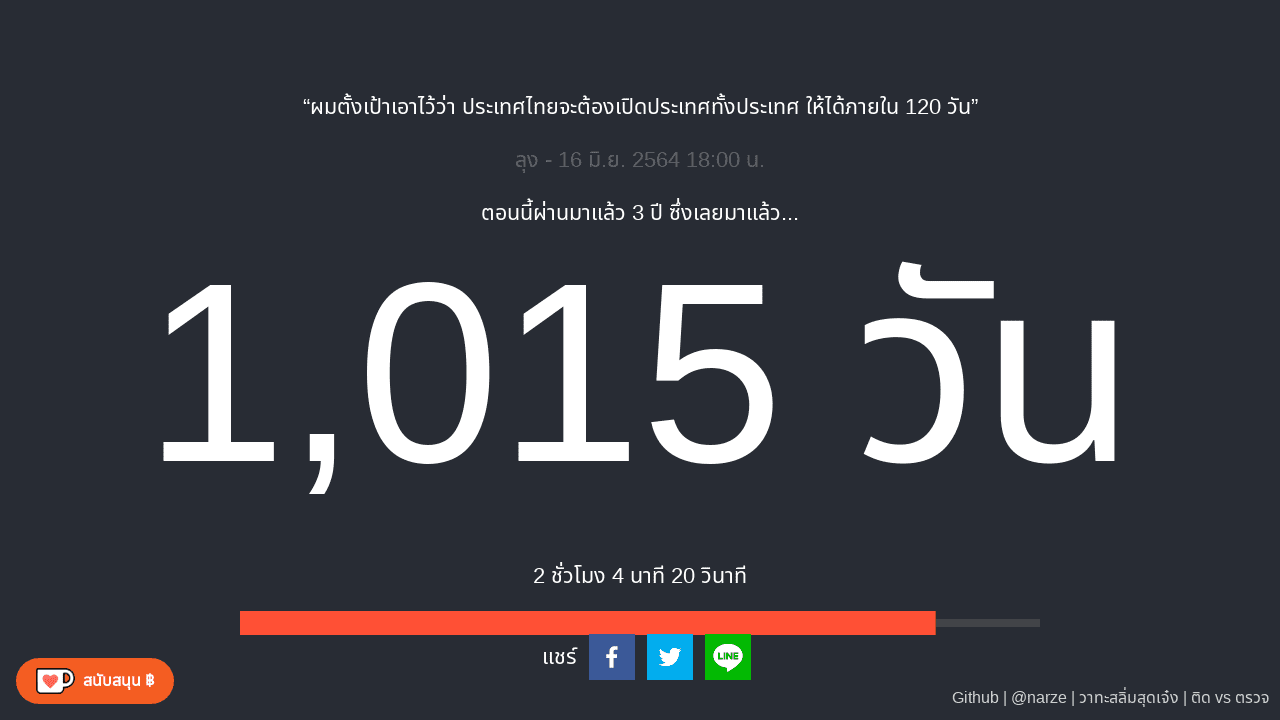 “ผมตั้งเป้าเอาไว้ว่า ประเทศไทยจะต้องเปิดประเทศทั้งประเทศ ให้ได้ภายใน 120 วัน”
ลุง - 16 มิ.ย. 2564 18:00 น.
ตอนนี้ผ่านมาแล้ว 3 ปี ซึ่งเลยมาแล้ว...
1,015 วัน
2 ชั่วโมง 4 นาที 20 วินาที
แชร์
LINE
สนับสนุน ฿
Github | @narze | วาทะสลิ่มสุดเจ๋ง | ติด vs ตรวจ